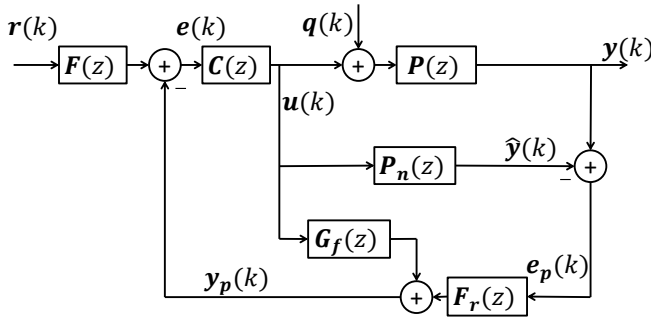 r(k)
F(z)
e(k)
−
C(z)
u(k)
q(k)
+
+
P(z)
y(k)
P_n(z)
ŷ(k)
−
+
G_f(z)
y_p(k)
+
F_r(z)
e_p(k)